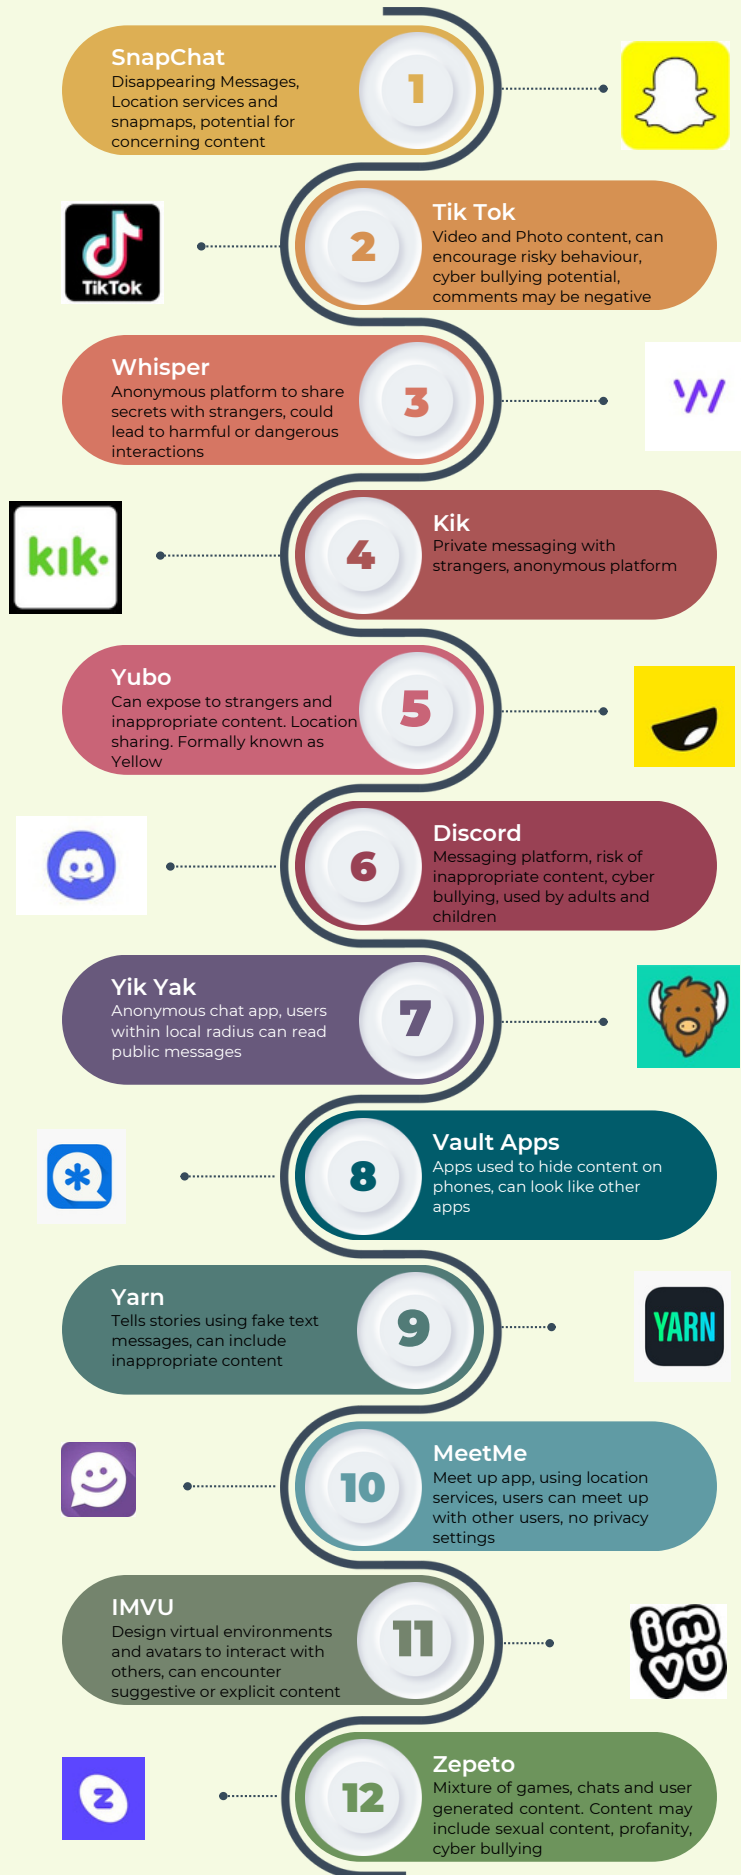 SnapChat
Disappearing Messages,
Location services and
snapmaps, potential for
concerning content
1
Tik Tok
Video and Photo content, can
encourage risky behaviour,
cyber bullying potential,
comments may be negative
2
TikTok
Whisper
Anonymous platform to share
secrets with strangers, could
lead to harmful or dangerous
interactions
3
W
Kik
Private messaging with
strangers, anonymous platform
4
kik·
Yubo
Can expose to strangers and
inappropriate content. Location
sharing. Formally known as
Yellow
5
Discord
Messaging platform, risk of
inappropriate content, cyber
bullying, used by adults and
children
6
Yik Yak
Anonymous chat app, users
within local radius can read
public messages
7
Vault Apps
Apps used to hide content on
phones, can look like other
apps
8
*
Yarn
Tells stories using fake text
messages, can include
inappropriate content
9
YARN
MeetMe
Meet up app, using location
services, users can meet up
with other users, no privacy
settings
10
IMVU
Design virtual environments
and avatars to interact with
others, can encounter
suggestive or explicit content
11
imvu
Zepeto
Mixture of games, chats and user
generated content. Content may
include sexual content, profanity,
cyber bullying
12
z